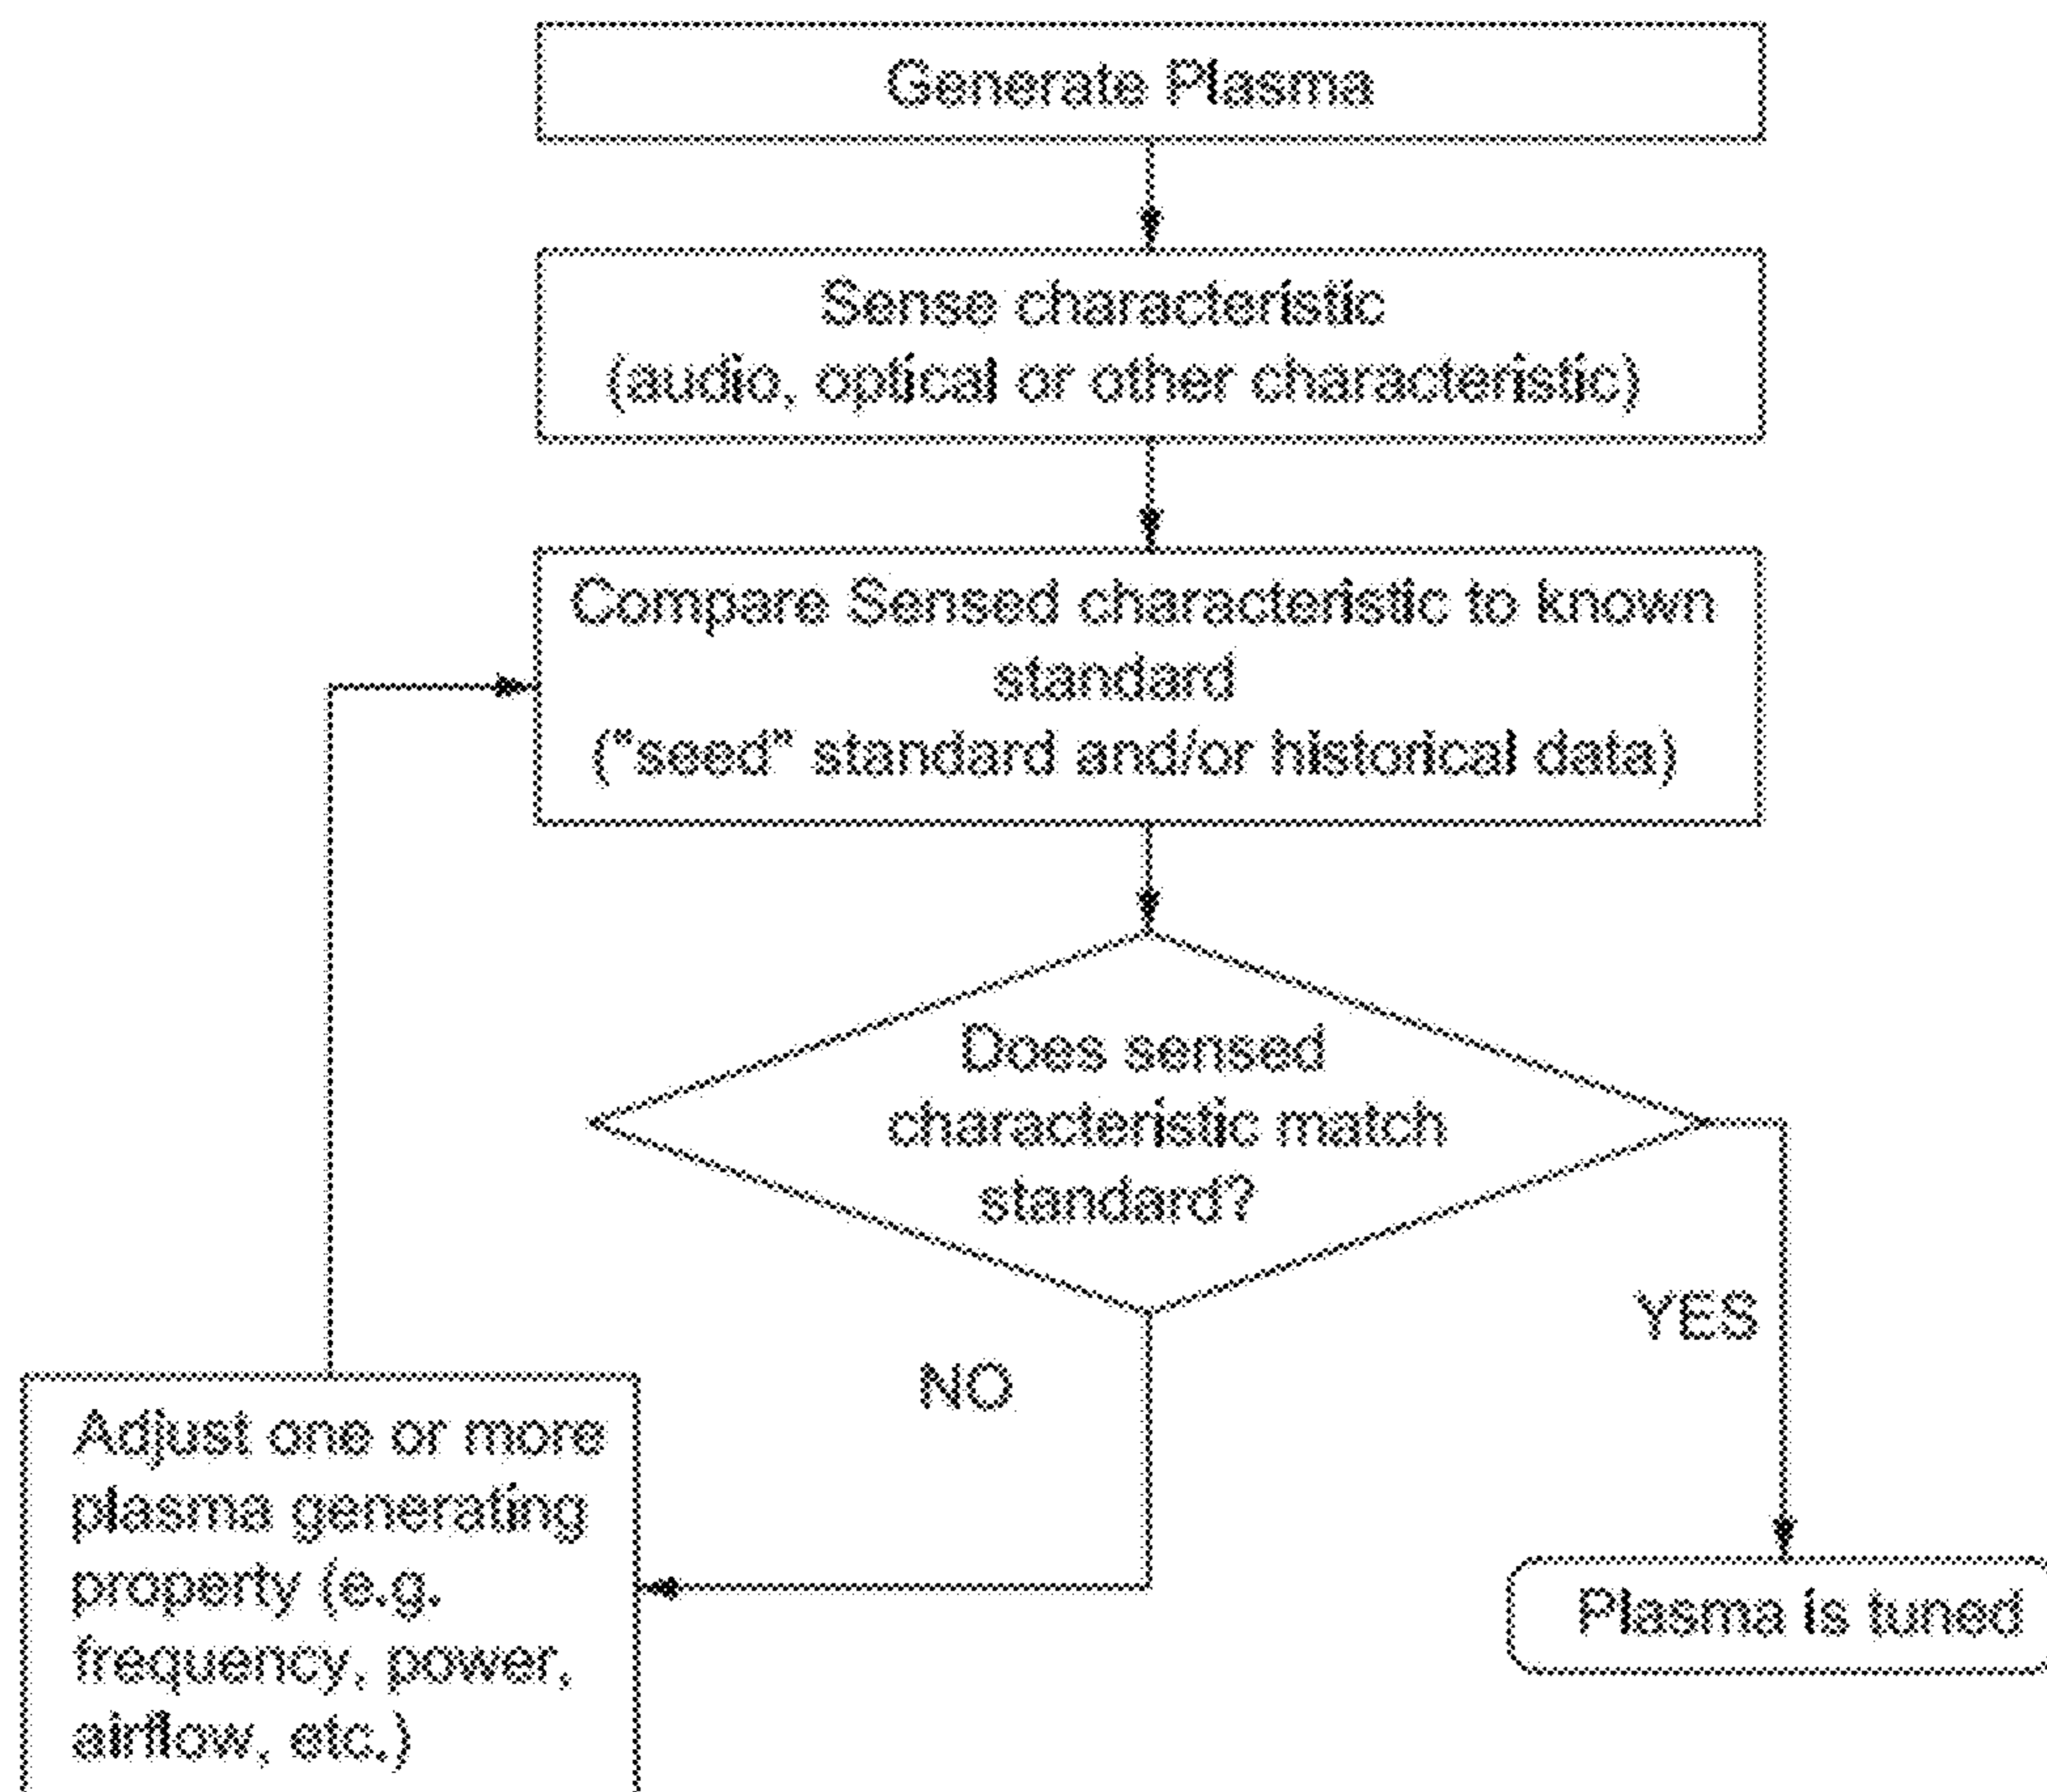 Generate Plasma
Sense characteristic
(audio, optical or other characteristic)
Compare Sensed characteristic to known
standard
("seed" standard and/or historical data)
Does sensed
characteristic match
standard?
YES
NO
Adjust one or more
plasma generating
property (e.g.
frequency, power,
airflow, etc.)
Plasma is tuned